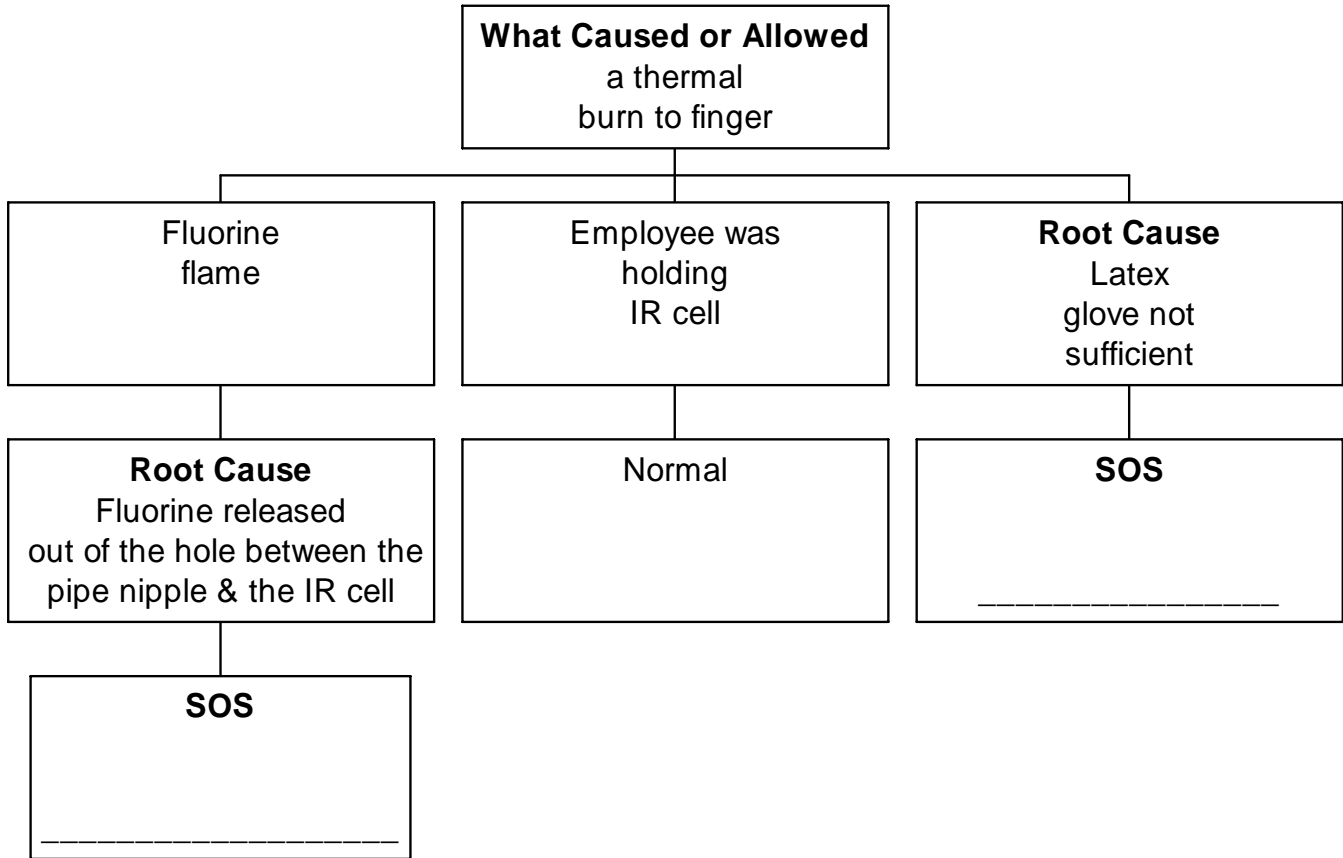 What Caused or Allowed
a thermal
burn to finger
Fluorine
flame
Employee was
holding
IR cell
Root Cause
Latex
glove not
sufficient
Root Cause
Fluorine released
out of the hole between the
pipe nipple & the IR cell
Normal
SOS
________________
SOS
___________________